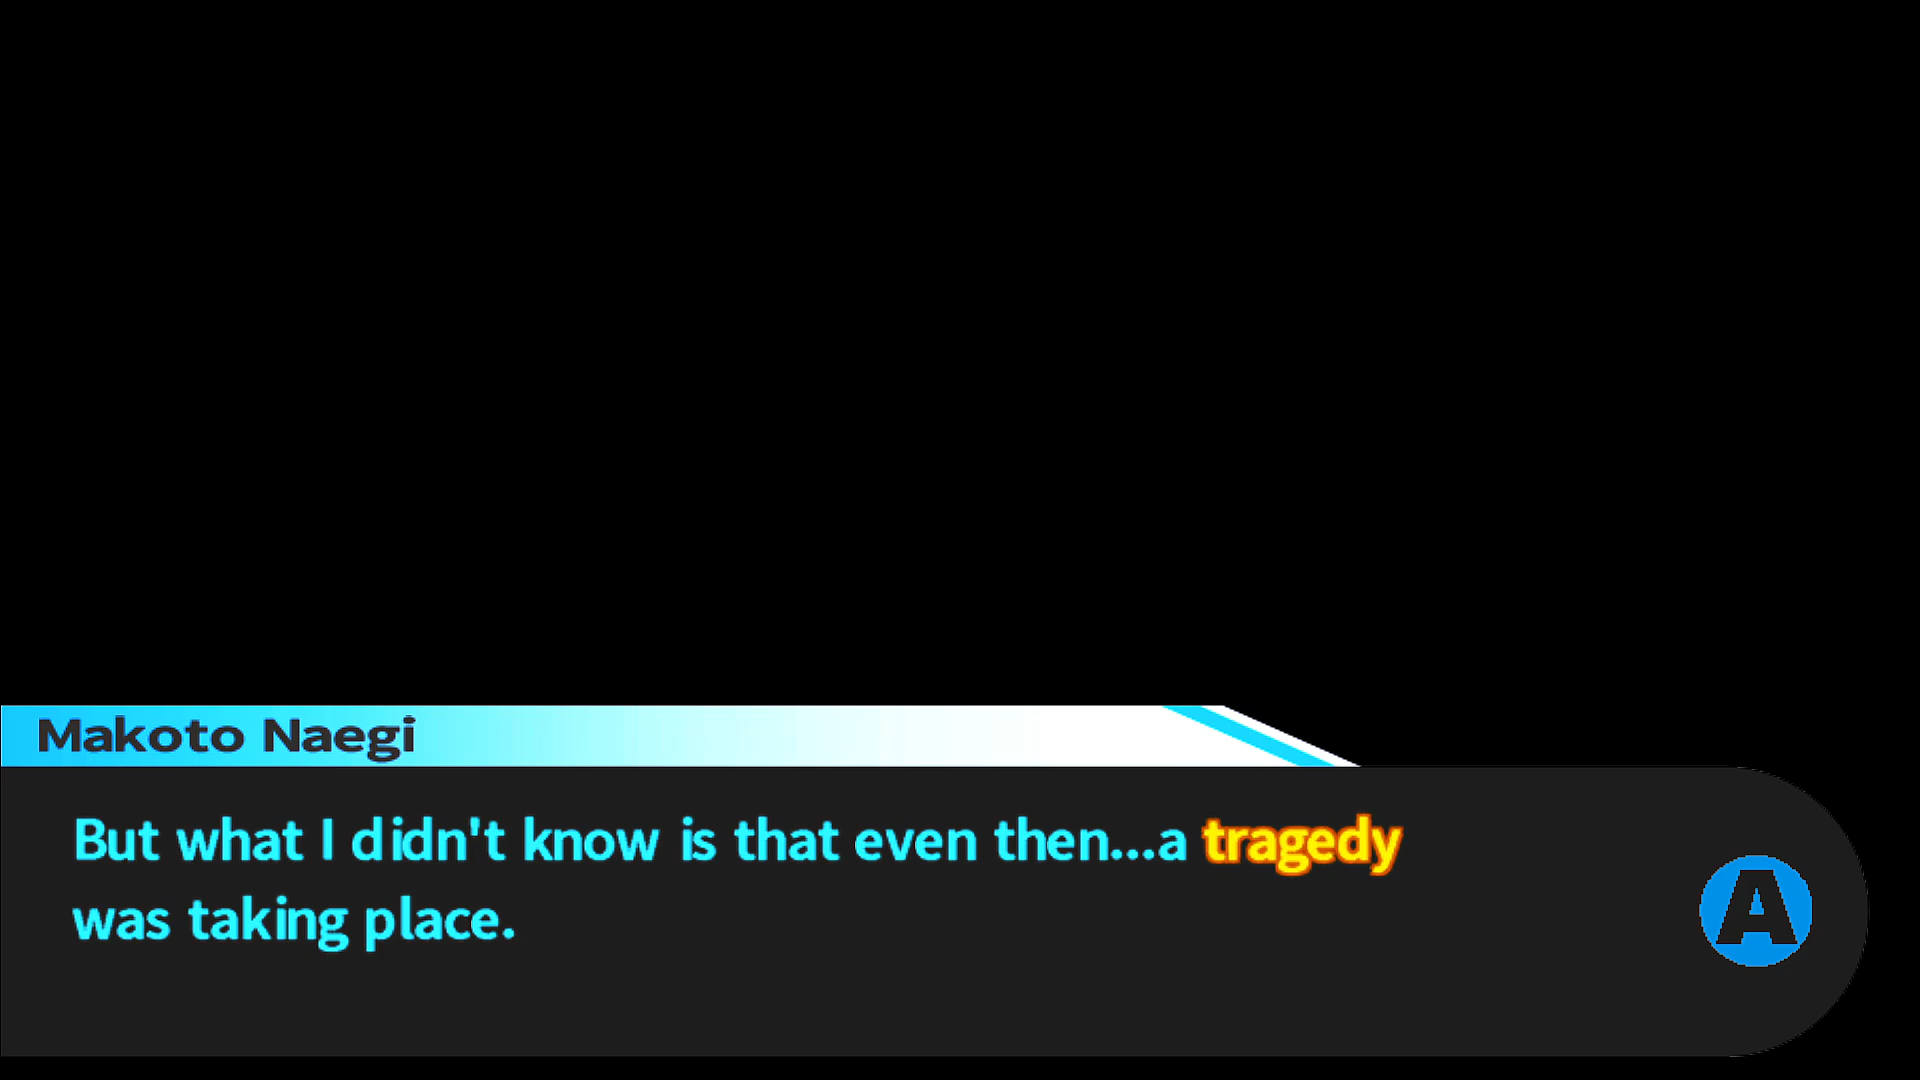 Makoto Naegi
But what I didn't know is that even then...a tragedy
was taking place.
A